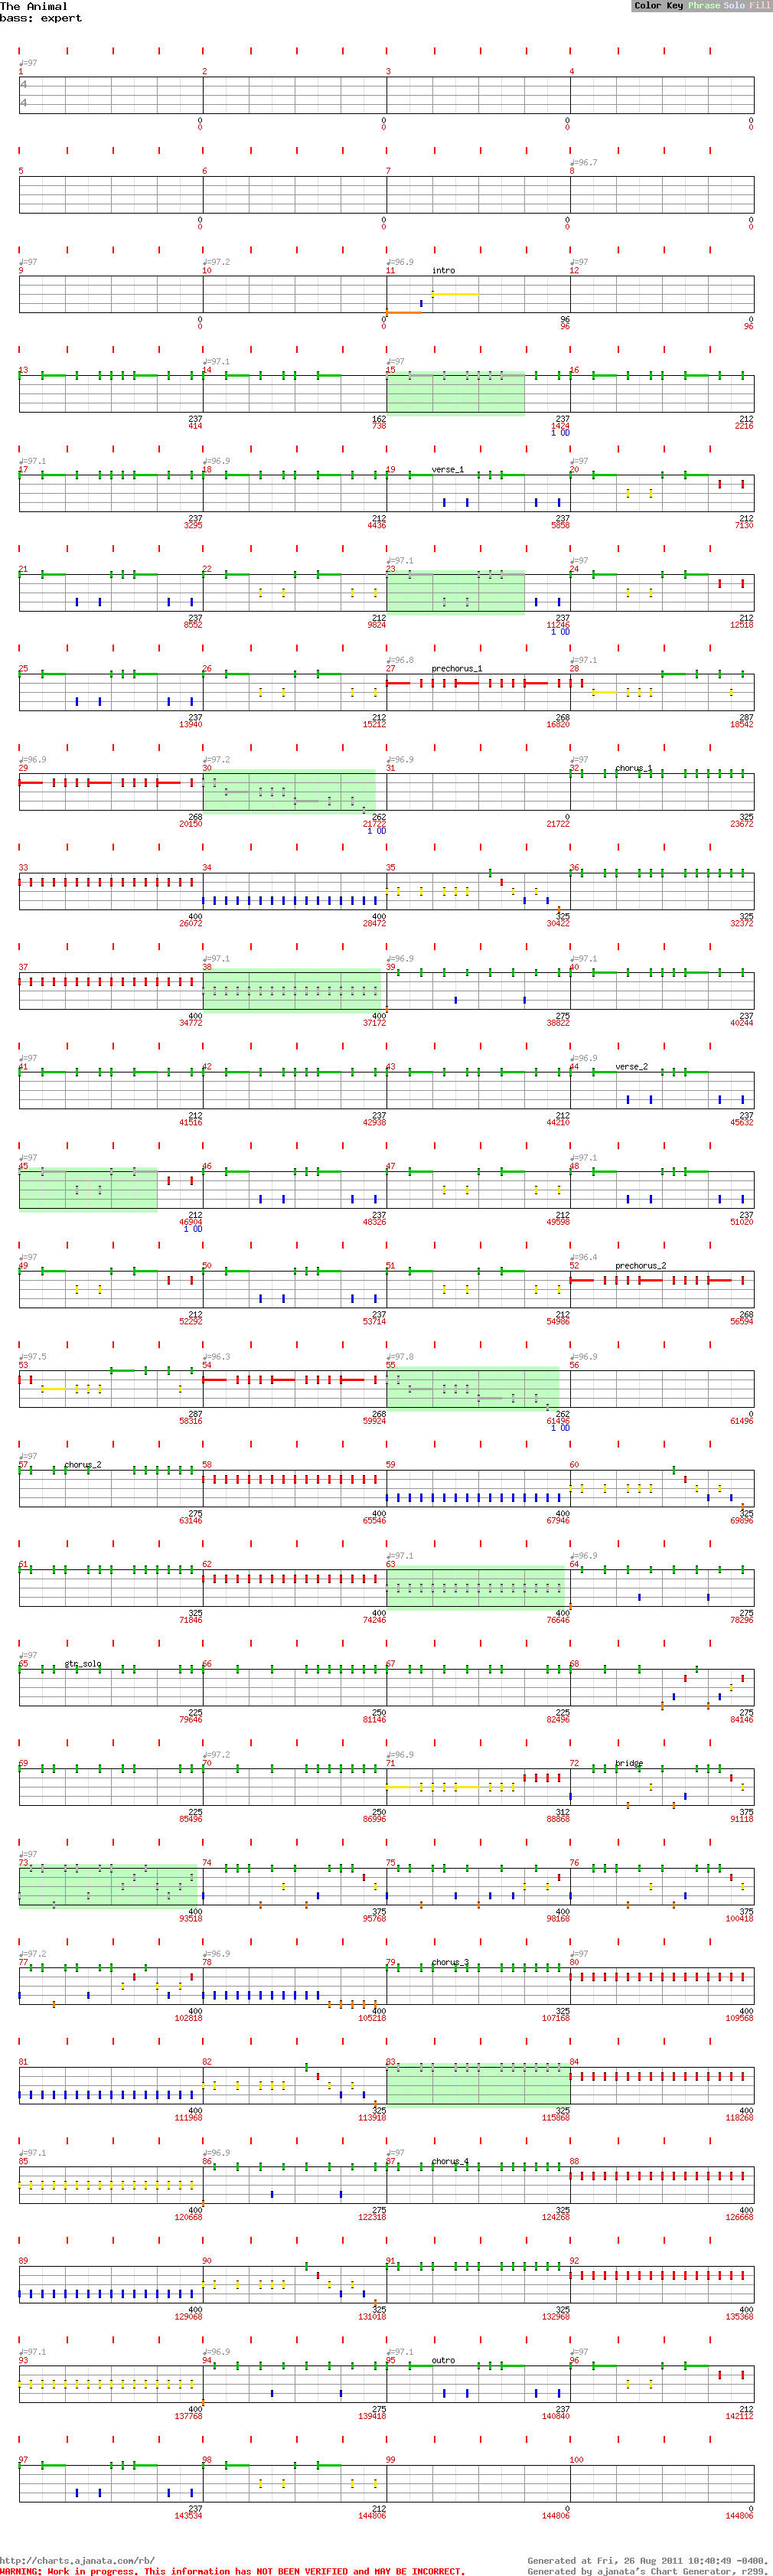 The Animal
bass: expert
Color Key Phrase Solo Fill
♩=97
1 2 3 4
4
4
0 0 0 0
0 0 0 0
♩=96.7
5 6 7 8
0 0 0 0
0 0 0 0
♩=97 ♩=97.2 ♩=96.9 ♩=97
9 10 11 intro 12
0 0 96 0
0 0 96 96
♩=97.1 ♩=97
13 14 15 16
237 162 237 212
414 738 1424 2216
1 OD
♩=97.1 ♩=96.9 ♩=97
17 18 19 verse_1 20
237 212 237 212
3295 4436 5858 7130
♩=97.1 ♩=97
21 22 23 24
237 212 237 212
8552 9824 11246 12518
1 OD
♩=96.8 ♩=97.1
25 26 27 prechorus_1 28
237 212 268 287
13940 15212 16820 18542
♩=96.9 ♩=97.2 ♩=96.9 ♩=97
29 30 31 32 chorus_1
268 262 0 325
20150 21722 21722 23672
1 OD
33 34 35 36
400 400 325 325
26072 28472 30422 32372
♩=97.1 ♩=96.9 ♩=97.1
37 38 39 40
400 400 275 237
34772 37172 38822 40244
♩=97 ♩=96.9
41 42 43 44 verse_2
212 237 212 237
41516 42938 44210 45632
♩=97 ♩=97.1
45 46 47 48
212 237 212 237
46904 48326 49598 51020
1 OD
♩=97 ♩=96.4
49 50 51 52 prechorus_2
212 237 212 268
52292 53714 54986 56594
♩=97.5 ♩=96.3 ♩=97.8 ♩=96.9
53 54 55 56
287 268 262 0
58316 59924 61496 61496
1 OD
♩=97
57 chorus_2 58 59 60
275 400 400 325
63146 65546 67946 69896
♩=97.1 ♩=96.9
61 62 63 64
325 400 400 275
71846 74246 76646 78296
♩=97
65 gtr_solo 66 67 68
225 250 225 275
79646 81146 82496 84146
♩=97.2 ♩=96.9
69 70 71 72 bridge
225 250 312 375
85496 86996 88868 91118
♩=97
73 74 75 76
400 375 400 375
93518 95768 98168 100418
♩=97.2 ♩=96.9 ♩=97
77 78 79 chorus_3 80
400 400 325 400
102818 105218 107168 109568
81 82 83 84
400 325 325 400
111968 113918 115868 118268
♩=97.1 ♩=96.9 ♩=97
85 86 87 chorus_4 88
400 275 325 400
120668 122318 124268 126668
89 90 91 92
400 325 325 400
129068 131018 132968 135368
♩=97.1 ♩=96.9 ♩=97.1 ♩=97
93 94 95 outro 96
400 275 237 212
137768 139418 140840 142112
97 98 99 100
237 212 0 0
143534 144806 144806 144806
http://charts.ajanata.com/rb/
Generated at Fri, 26 Aug 2011 10:40:49 -0400.
WARNING: Work in progress. This information has NOT BEEN VERIFIED and MAY BE INCORRECT.
Generated by ajanata's Chart Generator, r299.